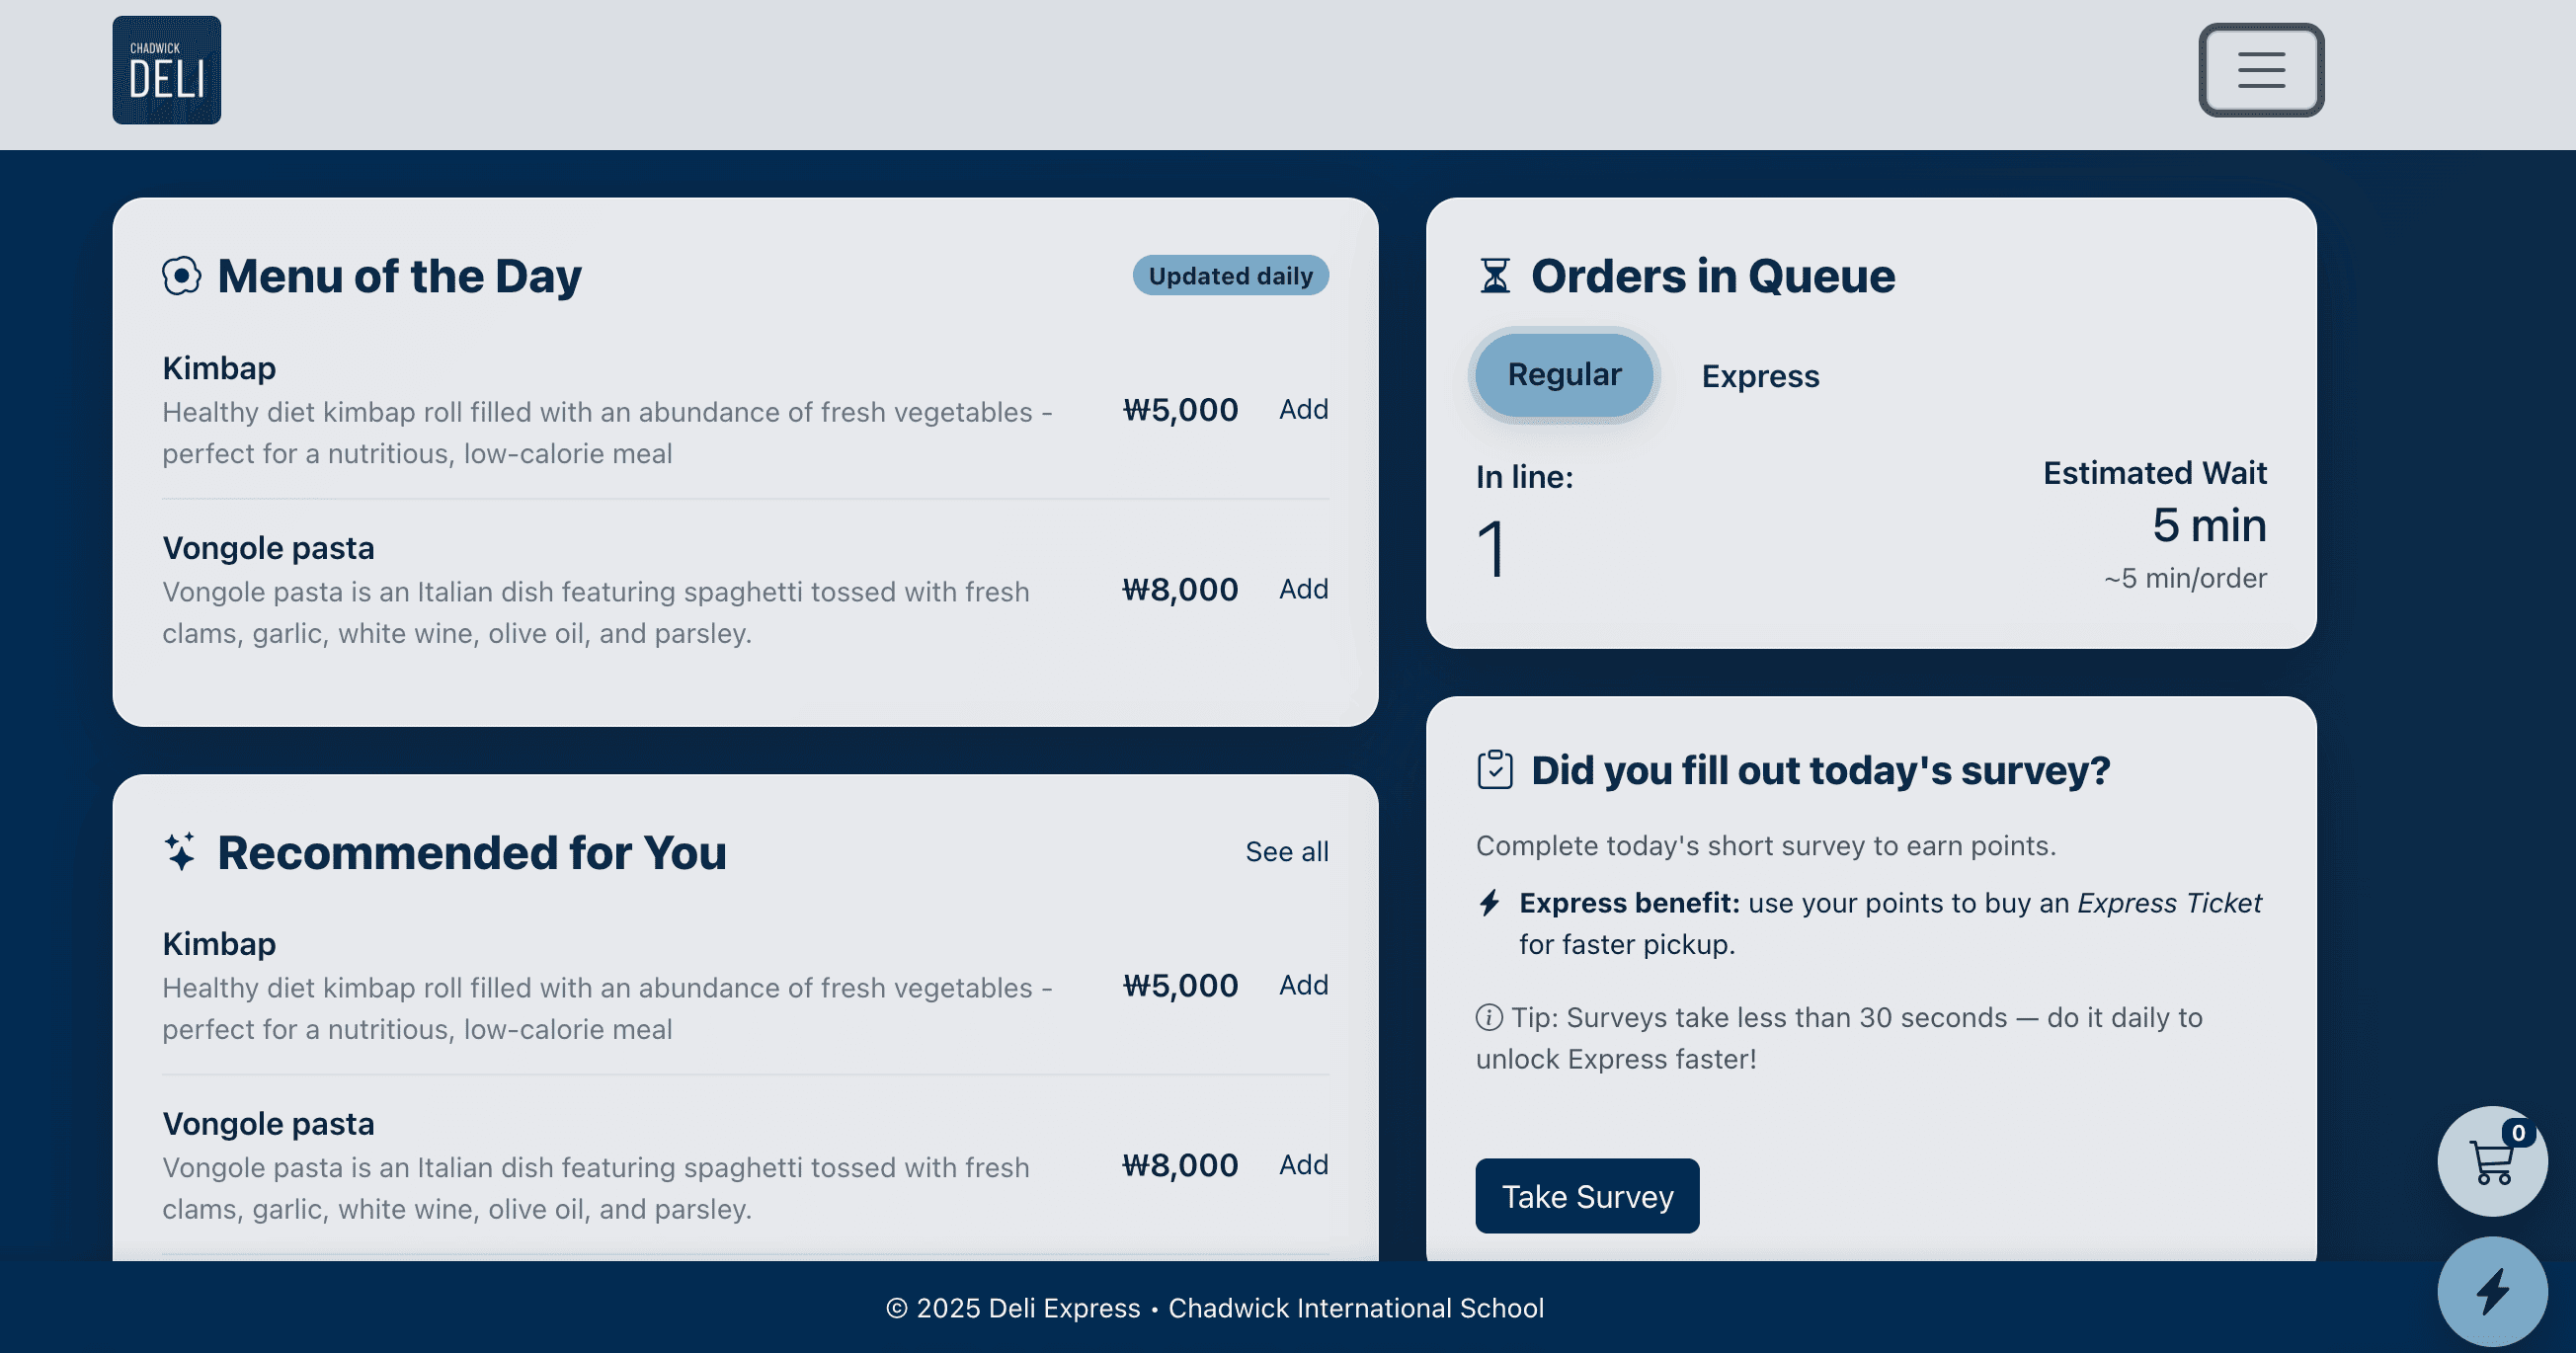 CHADWICK
DELI
Menu of the Day
Updated daily
Kimbap
Healthy diet kimbap roll filled with an abundance of fresh vegetables -
perfect for a nutritious, low-calorie meal
₩5,000
Add
Vongole pasta
Vongole pasta is an Italian dish featuring spaghetti tossed with fresh
clams, garlic, white wine, olive oil, and parsley.
₩8,000
Add
Recommended for You
See all
Kimbap
Healthy diet kimbap roll filled with an abundance of fresh vegetables -
perfect for a nutritious, low-calorie meal
₩5,000
Add
Vongole pasta
Vongole pasta is an Italian dish featuring spaghetti tossed with fresh
clams, garlic, white wine, olive oil, and parsley.
₩8,000
Add
Orders in Queue
Regular
Express
In line:
1
Estimated Wait
5 min
~5 min/order
Did you fill out today's survey?
Complete today's short survey to earn points.
Express benefit: use your points to buy an Express Ticket
for faster pickup.
Tip: Surveys take less than 30 seconds — do it daily to
unlock Express faster!
Take Survey
0
© 2025 Deli Express • Chadwick International School